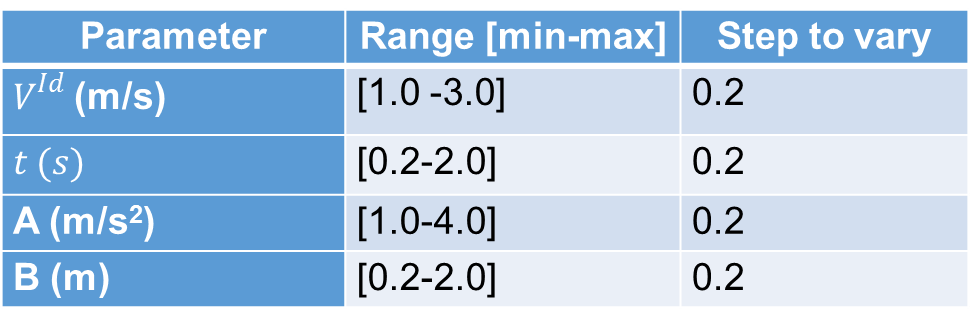 Parameter Range [min-max] Step to vary
V^Id (m/s) [1.0 -3.0] 0.2
t (s) [0.2-2.0] 0.2
A (m/s²) [1.0-4.0] 0.2
B (m) [0.2-2.0] 0.2